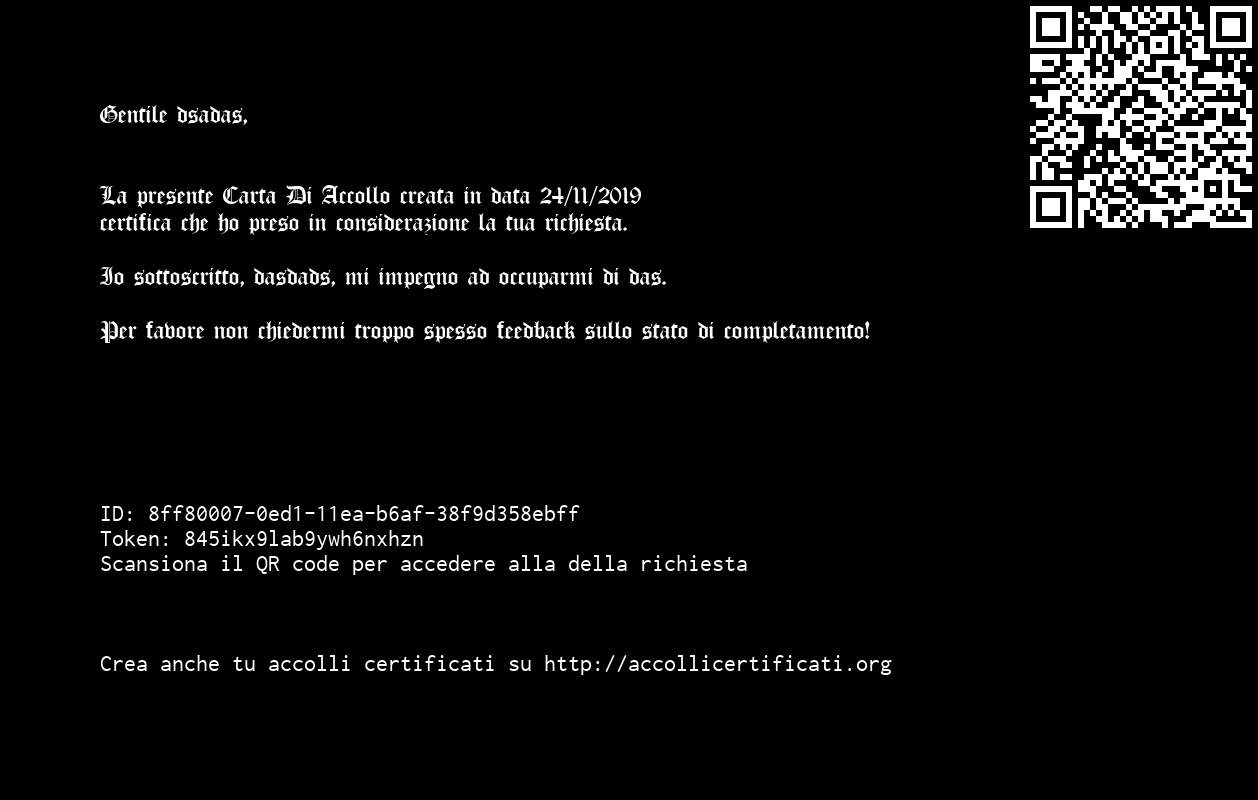 Gentile dsadas,
La presente Carta Di Accollo creata in data 24/11/2019
certifica che ho preso in considerazione la tua richiesta.
Io sottoscritto, dasdads, mi impegno ad occuparmi di das.
Per favore non chiedermi troppo spesso feedback sullo stato di completamento!
ID: 8ff80007-0ed1-11ea-b6af-38f9d358ebff
Token: 845ikx9lab9ywh6nxhzn
Scansiona il QR code per accedere alla della richiesta
Crea anche tu accolli certificati su http://accollicertificati.org